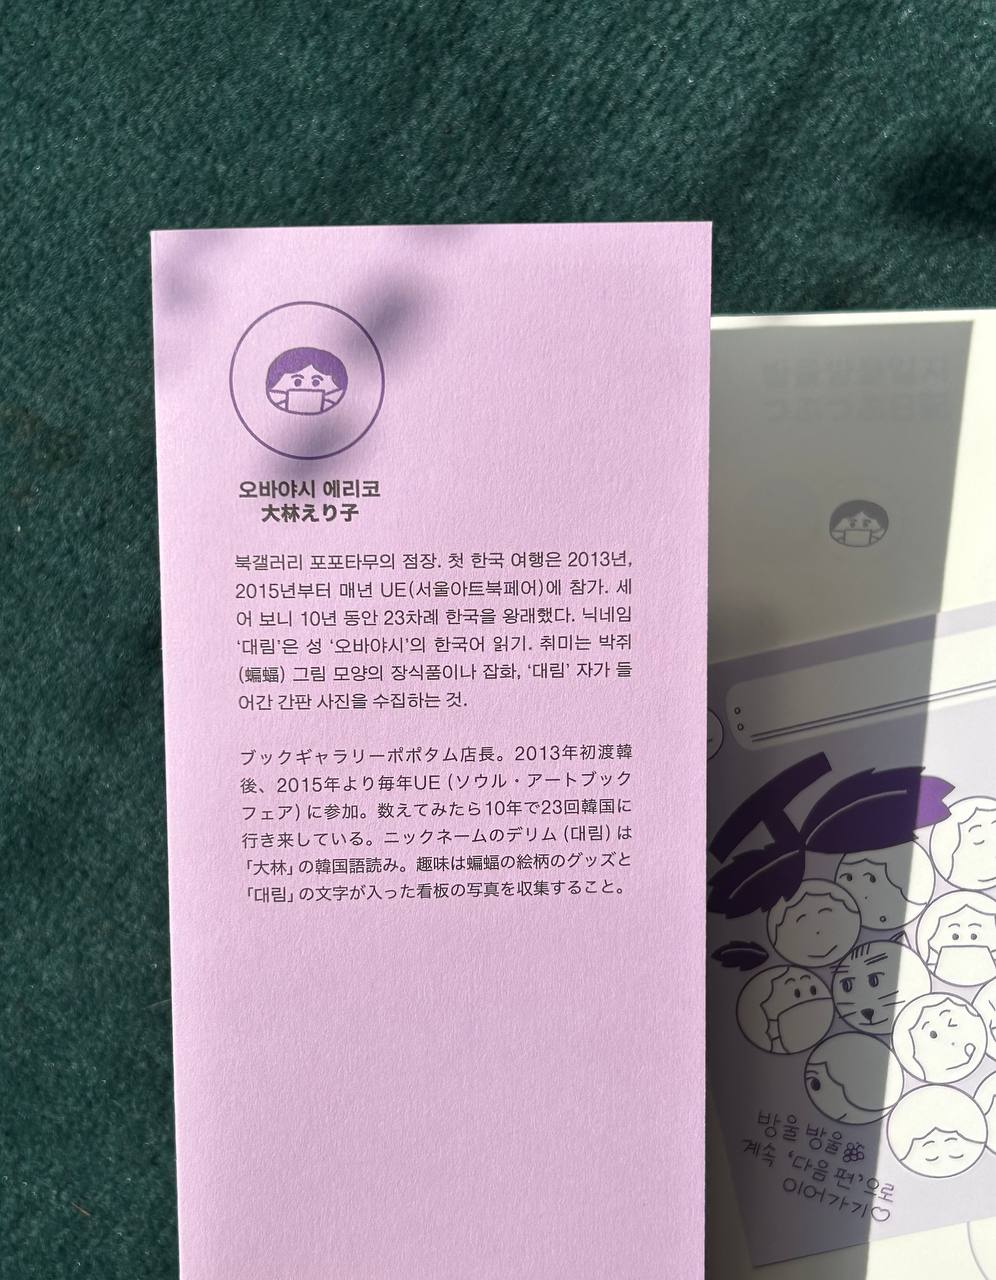 오바야시 에리코
大林えり子
북갤러리 포포타무의 점장. 첫 한국 여행은 2013년,
2015년부터 매년 UE(서울아트북페어)에 참가. 세
어 보니 10년 동안 23차례 한국을 왕래했다. 닉네임
‘대림’은 성 ‘오바야시’의 한국어 읽기. 취미는 박쥐
(蝙蝠) 그림 모양의 장식품이나 잡화, ‘대림’ 자가 들
어간 간판 사진을 수집하는 것.
ブックギャラリーポポタム店長。2013年初渡韓
後、2015年より毎年UE (ソウル・アートブック
フェア) に参加。数えてみたら10年で23回韓国に
行き来している。ニックネームのデリム (대림) は
「大林」の韓国語読み。趣味は蝙蝠の絵柄のグッズと
「대림」の文字が入った看板の写真を収集すること。
방울방울
계속 ‘다음 편’으로
이어가기♡